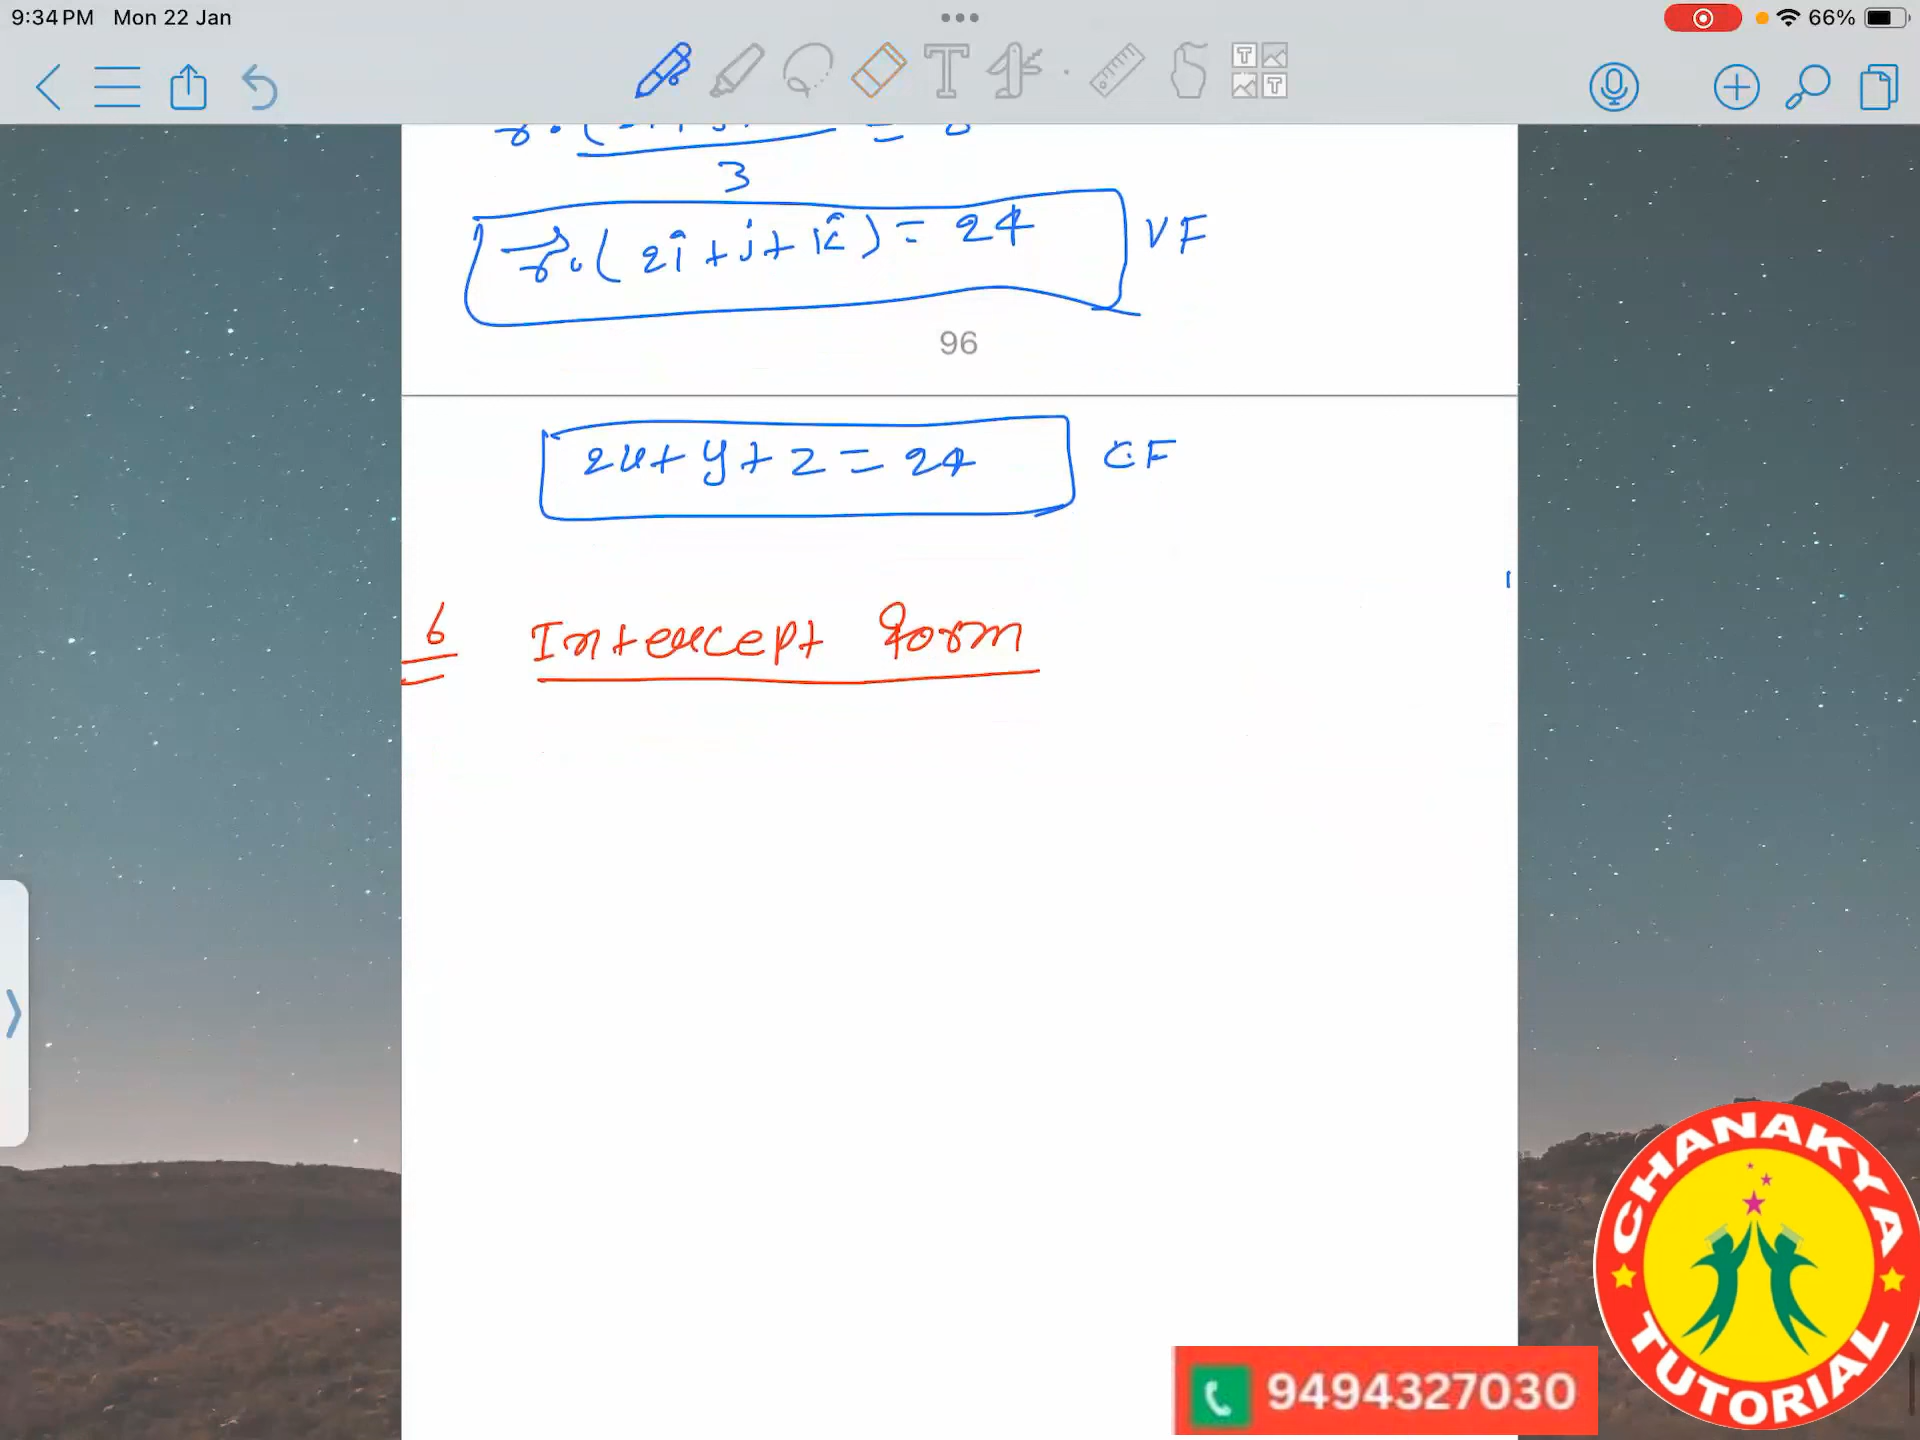 9:34 PM Mon 22 Jan
66%
3
r⃗.(2î+j+k̂)=24 VF
96
2x+y+z=24 CF
6 Intercept form
CHANAKYA
TUTORIAL
9494327030